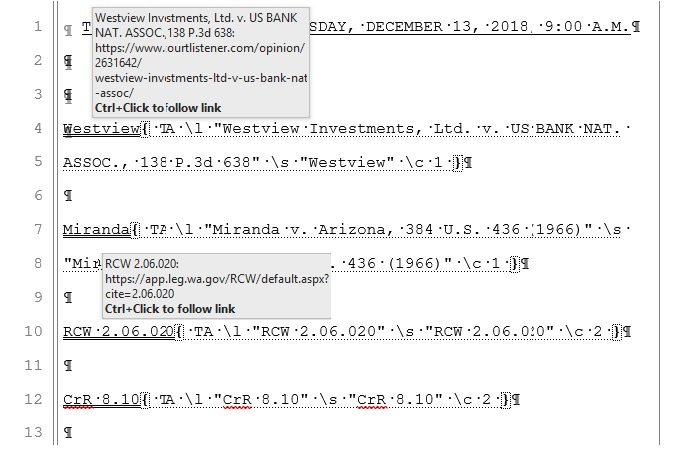 Westview Investments, Ltd. v. US BANK
NAT. ASSOC., 138 P.3d 638:
https://www.ourtlistener.com/opinion/
2631642/
westview-invstments-ltd-v-us-bank-nat
-assoc/
Ctrl+Click to follow link
1 ¶ T SDAY, · DECEMBER · 13, · 2018, · 9:00 · A.M.¶
2 ¶
3 ¶
4 Westview{ · TA · \l · "Westview · Investments, · Ltd. · v. · US · BANK · NAT. ·
5 ASSOC., · 138 · P.3d · 638" · \s · "Westview" · \c · 1 · }¶
6 ¶
7 Miranda{ · TA · \l · "Miranda · v. · Arizona, · 384 · U.S. · 436 · (1966)" · \s ·
8 "Mir . · 436 · (1966)" · \c · 1 · }¶
RCW 2.06.020:
https://app.leg.wa.gov/RCW/default.aspx?
cite=2.06.020
Ctrl+Click to follow link
9 ¶
10 RCW · 2.06.020{ · TA · \l · "RCW · 2.06.020" · \s · "RCW · 2.06.020" · \c · 2 · }¶
11 ¶
12 CrR · 8.10{ · TA · \l · "CrR · 8.10" · \s · "CrR · 8.10" · \c · 2 · }¶
13 ¶